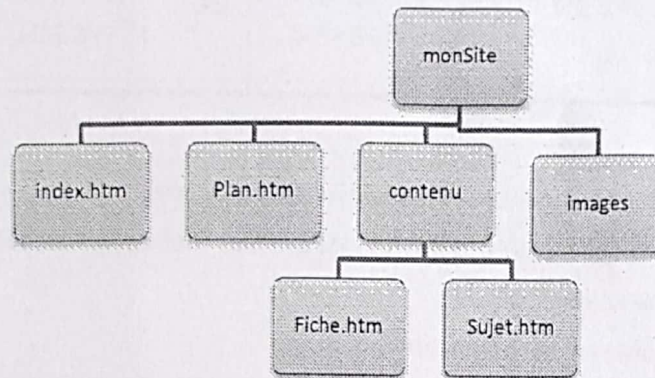 monSite
index.htm
Plan.htm
contenu
images
Fiche.htm
Sujet.htm